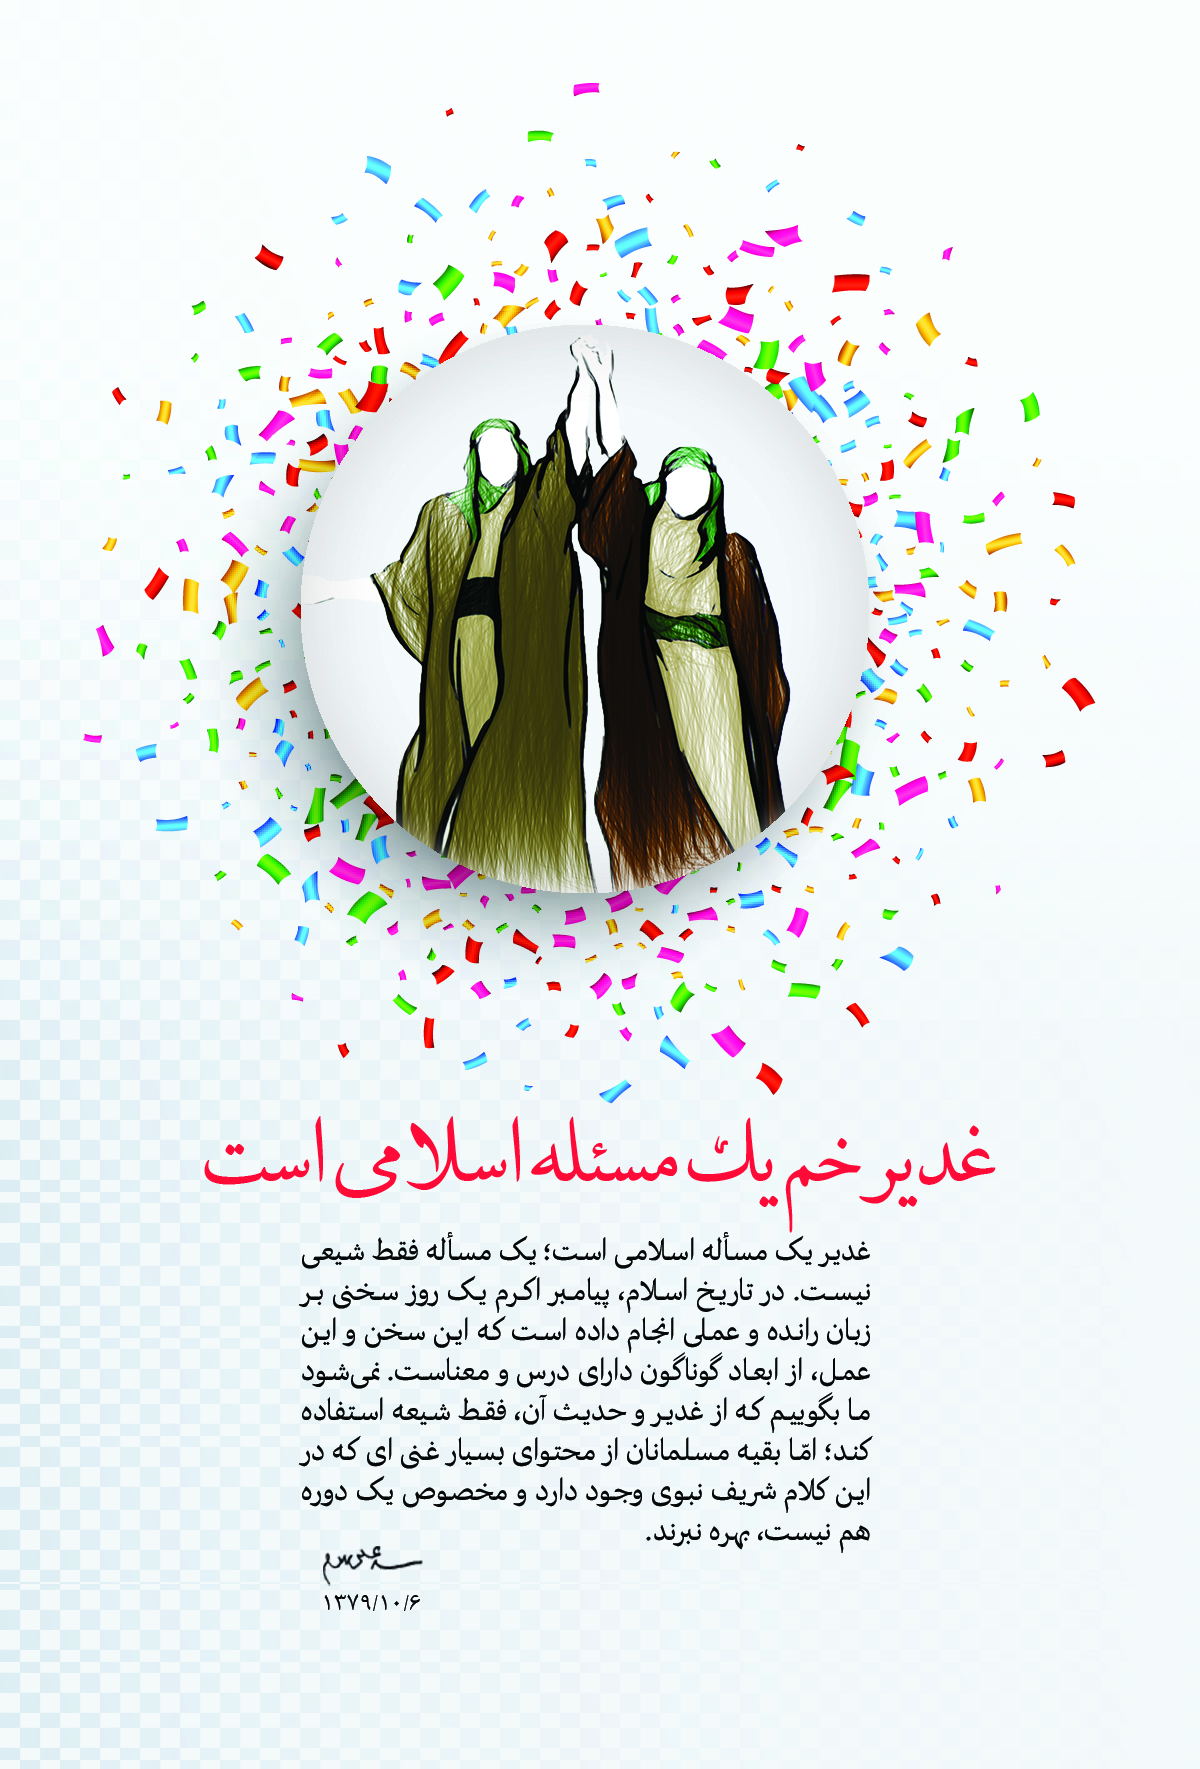 غدیر خم یك مسئله اسلامی است
غدیر یک مسأله اسلامی است؛ یک مسأله فقط شیعی
نیست. در تاریخ اسلام، پیامبر اکرم یک روز سخنی بر
زبان رانده و عملی انجام داده است که این سخن و این
عمل، از ابعاد گوناگون دارای درس و معناست. نمی‌شود
ما بگوییم که از غدیر و حدیث آن، فقط شیعه استفاده
کند؛ امّا بقیه مسلمانان از محتوای بسیار غنی ای که در
این کلام شریف نبوی وجود دارد و مخصوص یک دوره
هم نیست، بهره نبرند.
۱۳۷۹/۱۰/۶